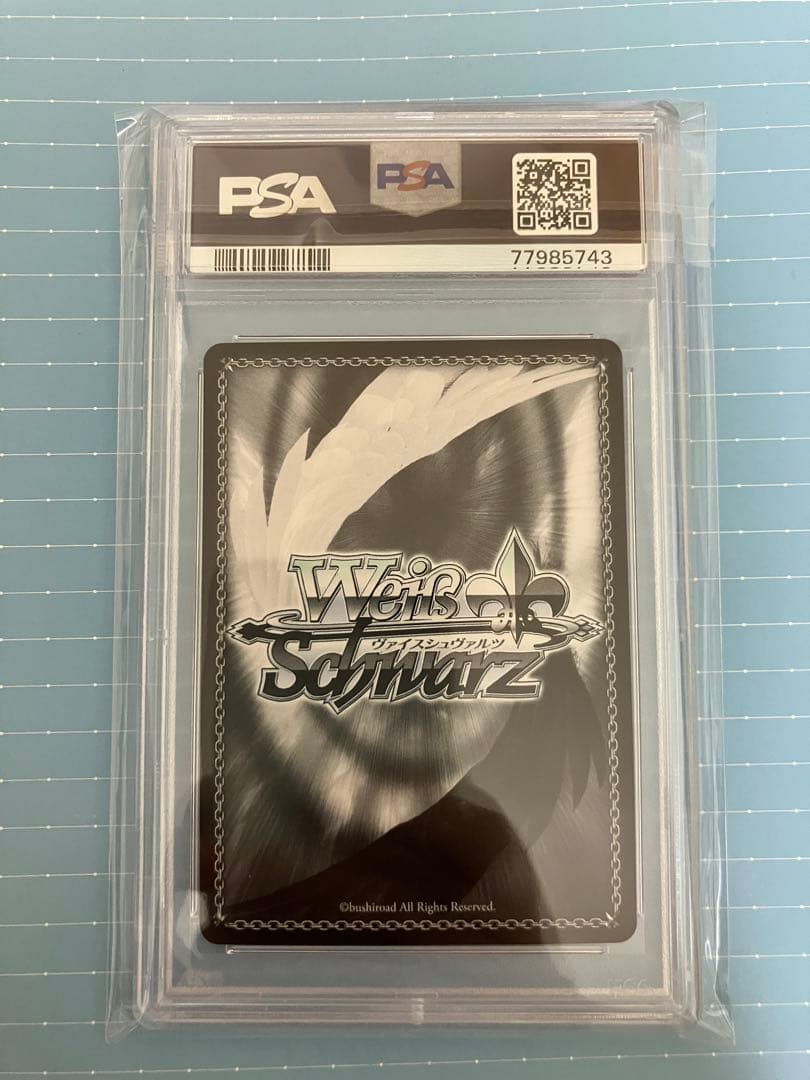 PSA
PSA
77985743
Weiß
ヴァイスシュヴァルツ
Schwarz
©bushiroad All Rights Reserved.